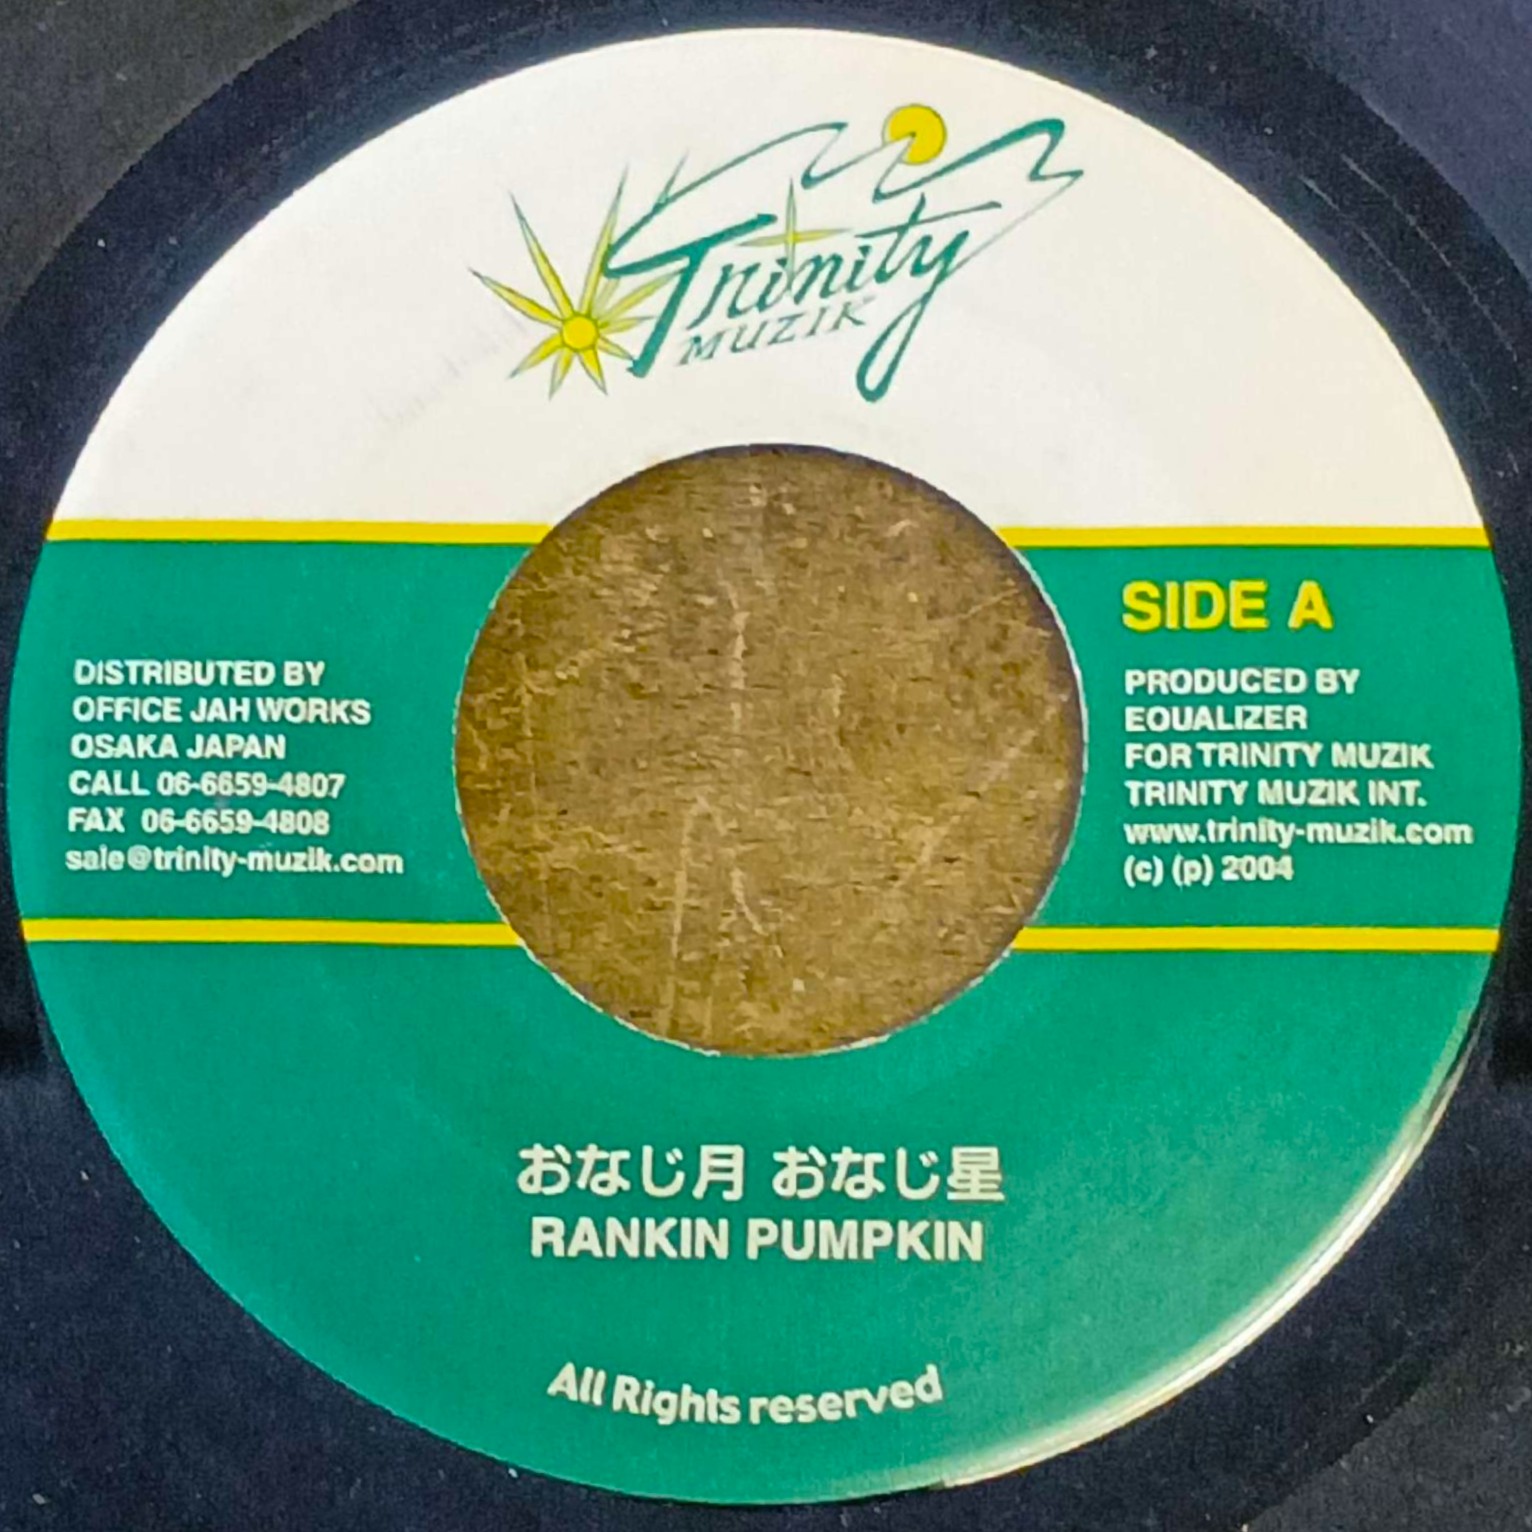 Trinity
MUZIK
SIDE A
DISTRIBUTED BY
OFFICE JAH WORKS
OSAKA JAPAN
CALL 06-6659-4807
FAX 06-6659-4808
sale@trinity-muzik.com
PRODUCED BY
EQUALIZER
FOR TRINITY MUZIK
TRINITY MUZIK INT.
www.trinity-muzik.com
(c) (p) 2004
おなじ月 おなじ星
RANKIN PUMPKIN
All Rights reserved